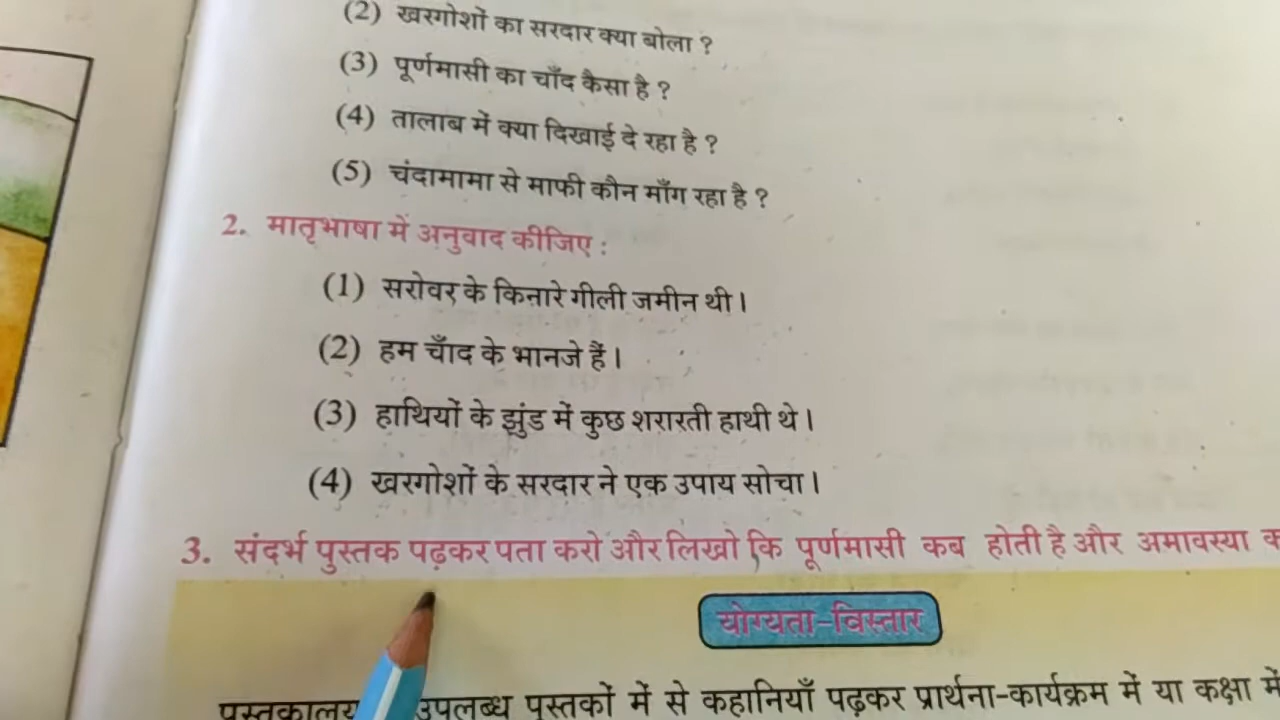 (2) खरगोशों का सरदार क्या बोला ?
(3) पूर्णमासी का चाँद कैसा है ?
(4) तालाब में क्या दिखाई दे रहा है ?
(5) चंदामामा से माफी कौन माँग रहा है ?
2. मातृभाषा में अनुवाद कीजिए :
(1) सरोवर के किनारे गीली जमीन थी ।
(2) हम चाँद के भानजे हैं ।
(3) हाथियों के झुंड में कुछ शरारती हाथी थे ।
(4) खरगोशों के सरदार ने एक उपाय सोचा ।
3. संदर्भ पुस्तक पढ़कर पता करो और लिखो कि पूर्णमासी कब होती है और अमावस्या
योग्यता-विस्तार
उपलब्ध पुस्तकों में से कहानियाँ पढ़कर प्रार्थना-कार्यक्रम में या कक्षा में